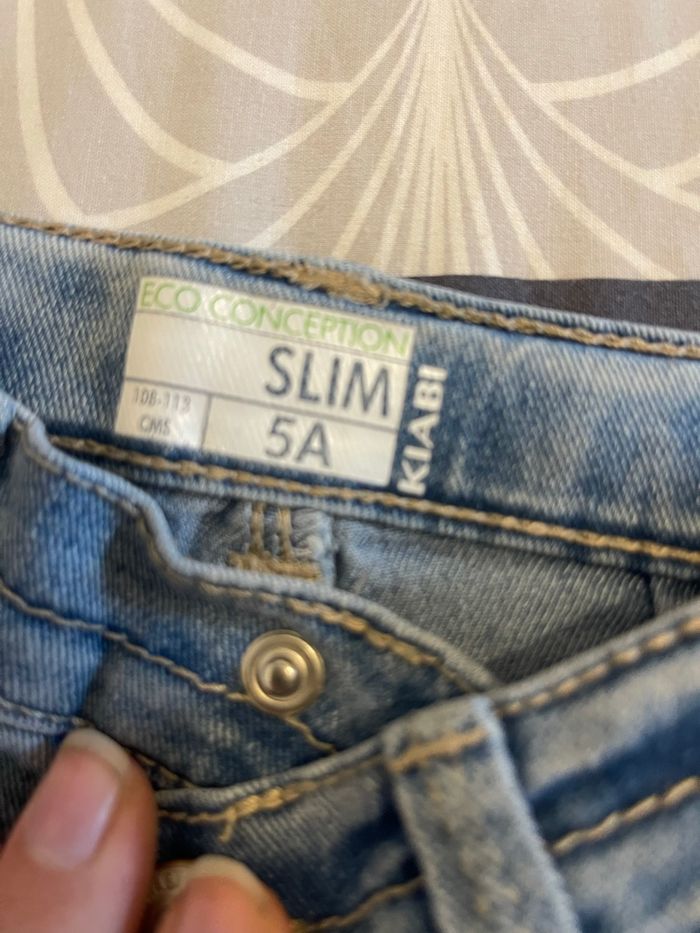 ECO CONCEPTION
SLIM
108-113
CMS
5A
KIABI